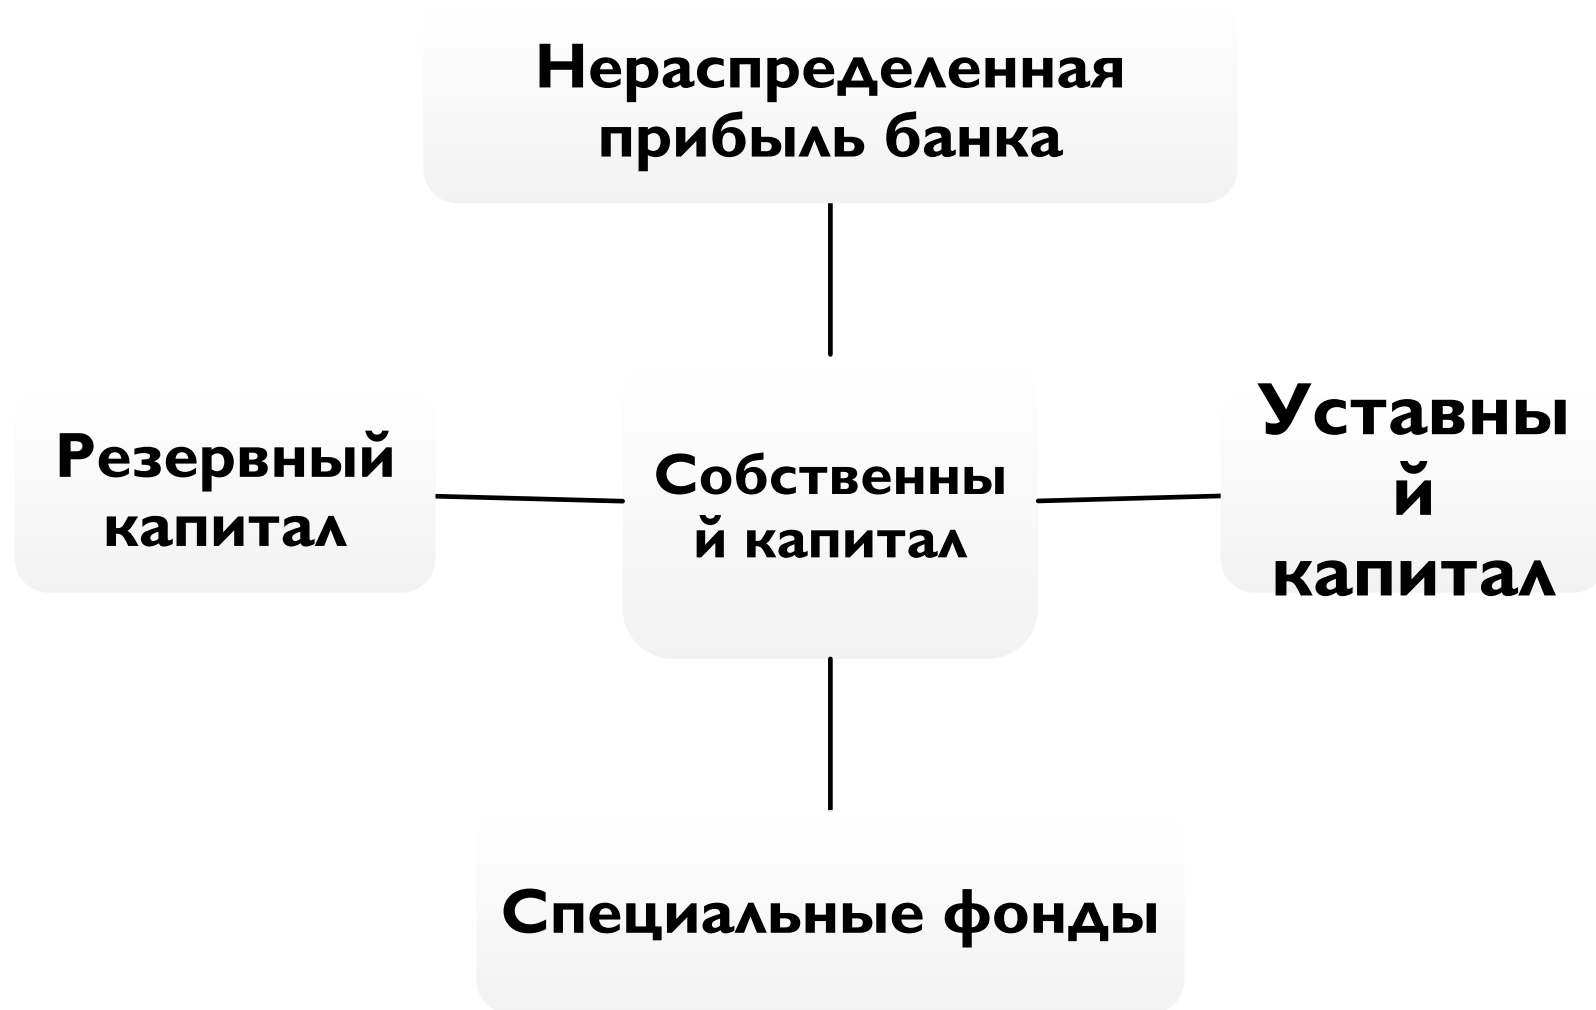 Нераспределенная
прибыль банка
Резервный
капитал
Собственны
й капитал
Уставны
й
капитал
Специальные фонды